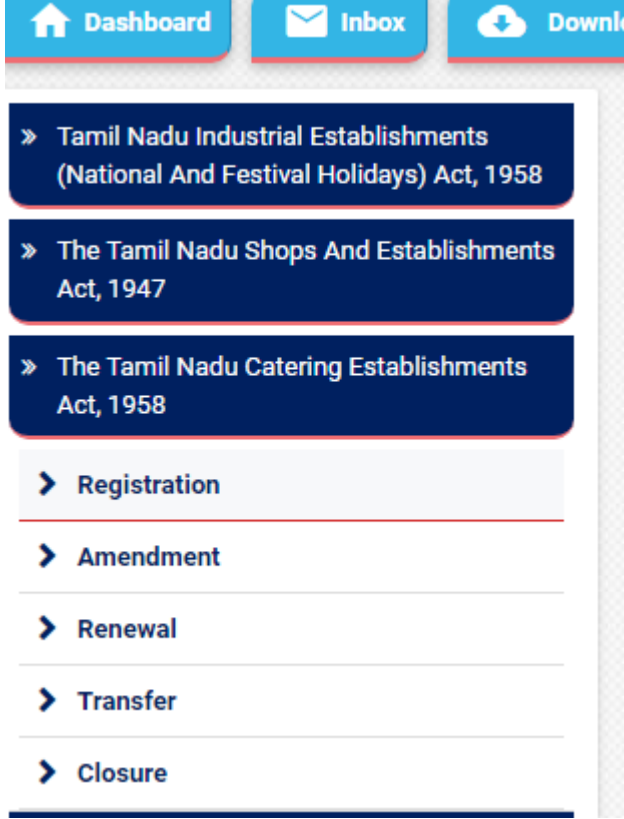 Dashboard Inbox
Tamil Nadu Industrial Establishments
(National And Festival Holidays) Act, 1958
The Tamil Nadu Shops And Establishments
Act, 1947
The Tamil Nadu Catering Establishments
Act, 1958
Registration
Amendment
Renewal
Transfer
Closure